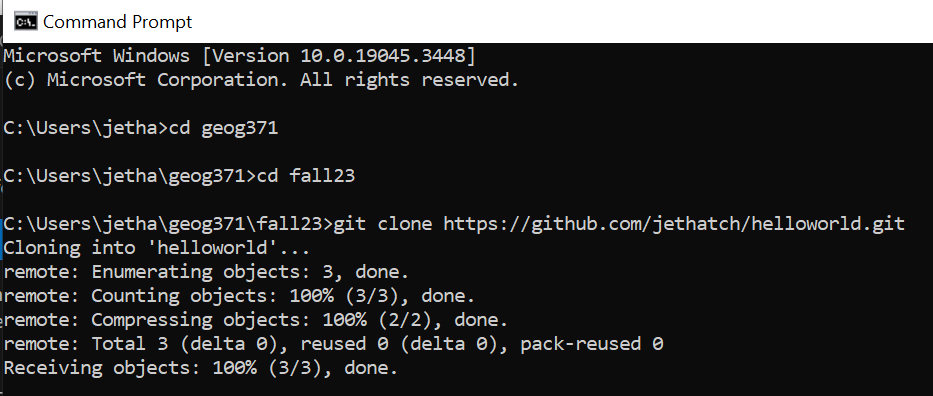 Command Prompt
Microsoft Windows [Version 10.0.19045.3448]
(c) Microsoft Corporation. All rights reserved.
C:\Users\jetha>cd geog371
C:\Users\jetha\geog371>cd fall23
C:\Users\jetha\geog371\fall23>git clone https://github.com/jethatch/helloworld.git
Cloning into 'helloworld'...
remote: Enumerating objects: 3, done.
remote: Counting objects: 100% (3/3), done.
remote: Compressing objects: 100% (2/2), done.
remote: Total 3 (delta 0), reused 0 (delta 0), pack-reused 0
Receiving objects: 100% (3/3), done.